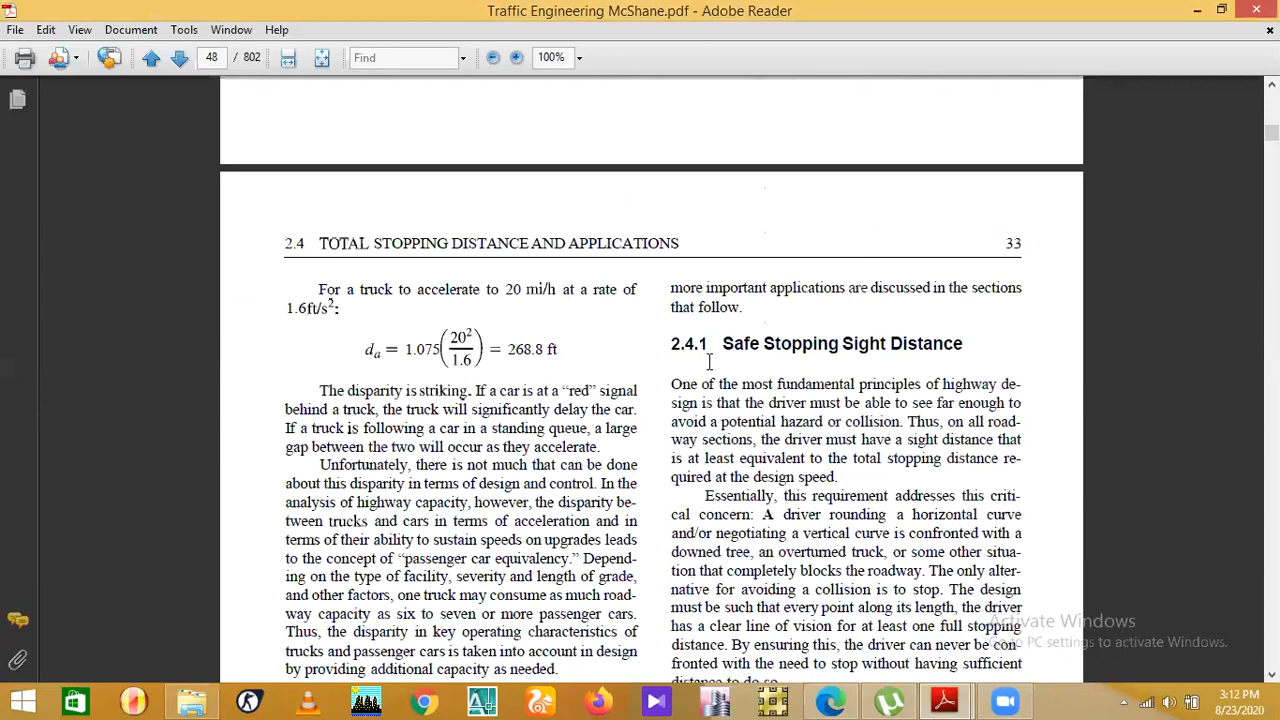 Traffic Engineering McShane.pdf - Adobe Reader
File Edit View Document Tools Window Help
48 / 802 Find 100%
2.4 TOTAL STOPPING DISTANCE AND APPLICATIONS 33
For a truck to accelerate to 20 mi/h at a rate of
1.6ft/s²:
dₐ = 1.075(20²/1.6) = 268.8 ft
The disparity is striking. If a car is at a “red” signal
behind a truck, the truck will significantly delay the car.
If a truck is following a car in a standing queue, a large
gap between the two will occur as they accelerate.
Unfortunately, there is not much that can be done
about this disparity in terms of design and control. In the
analysis of highway capacity, however, the disparity be-
tween trucks and cars in terms of acceleration and in
terms of their ability to sustain speeds on upgrades leads
to the concept of “passenger car equivalency.” Depend-
ing on the type of facility, severity and length of grade,
and other factors, one truck may consume as much road-
way capacity as six to seven or more passenger cars.
Thus, the disparity in key operating characteristics of
trucks and passenger cars is taken into account in design
by providing additional capacity as needed.
more important applications are discussed in the sections
that follow.
2.4.1 Safe Stopping Sight Distance
One of the most fundamental principles of highway de-
sign is that the driver must be able to see far enough to
avoid a potential hazard or collision. Thus, on all road-
way sections, the driver must have a sight distance that
is at least equivalent to the total stopping distance re-
quired at the design speed.
Essentially, this requirement addresses this criti-
cal concern: A driver rounding a horizontal curve
and/or negotiating a vertical curve is confronted with a
downed tree, an overturned truck, or some other situa-
tion that completely blocks the roadway. The only alter-
native for avoiding a collision is to stop. The design
must be such that every point along its length, the driver
has a clear line of vision for at least one full stopping
distance. By ensuring this, the driver can never be con-
fronted with the need to stop without having sufficient
distance to do so.
Activate Windows
Go to PC settings to activate Windows.
3:12 PM
8/23/2020